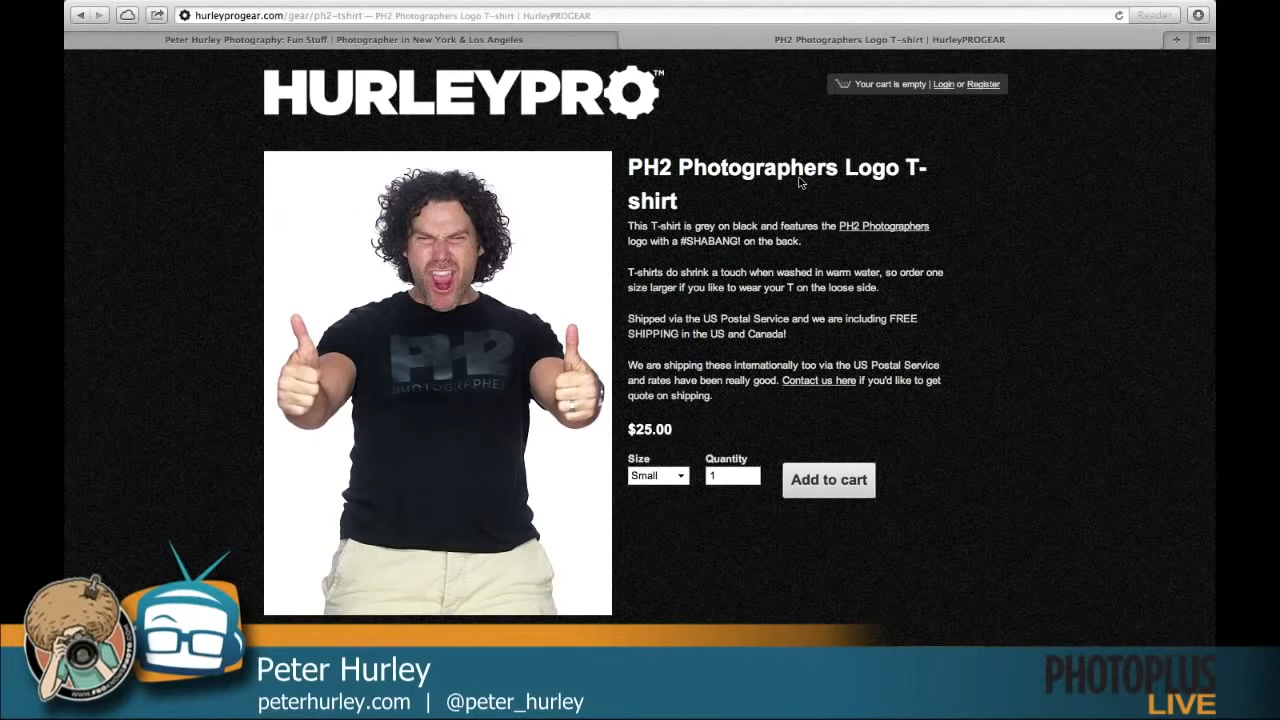 hurleyprogear.com/gear/ph2-tshirt — PH2 Photographers Logo T-shirt | HurleyPROGEAR
Reader
Peter Hurley Photography: Fun Stuff | Photographer in New York & Los Angeles
PH2 Photographers Logo T-shirt | HurleyPROGEAR
HURLEYPRO™
Your cart is empty | Login or Register
PH2 Photographers Logo T-
shirt
This T-shirt is grey on black and features the PH2 Photographers
logo with a #SHABANG! on the back.
T-shirts do shrink a touch when washed in warm water, so order one
size larger if you like to wear your T on the loose side.
Shipped via the US Postal Service and we are including FREE
SHIPPING in the US and Canada!
We are shipping these internationally too via the US Postal Service
and rates have been really good. Contact us here if you'd like to get
quote on shipping.
$25.00
Size
Quantity
Small
1
Add to cart
PH2
Peter Hurley
peterhurley.com | @peter_hurley
PHOTOPLUS
LIVE